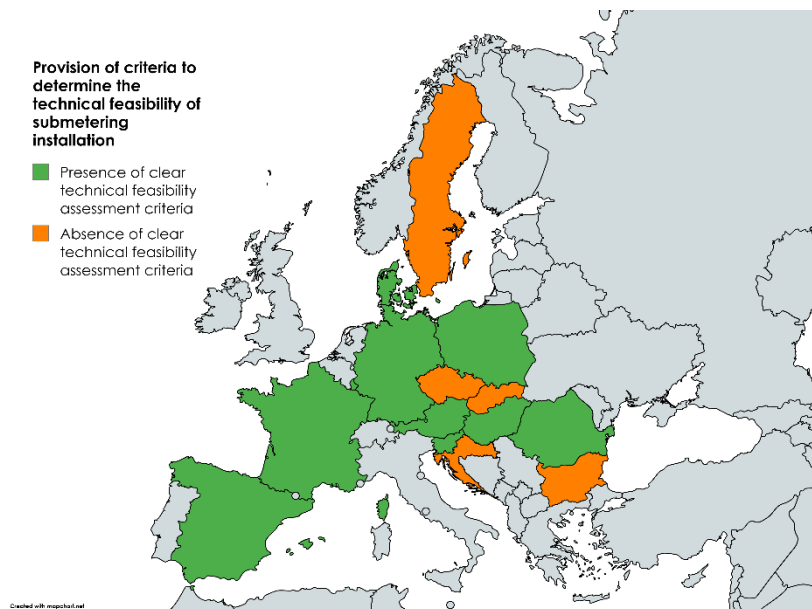 Provision of criteria to
determine the
technical feasibility of
submetering
installation
Presence of clear
technical feasibility
assessment criteria
Absence of clear
technical feasibility
assessment criteria
Created with mapchart.net